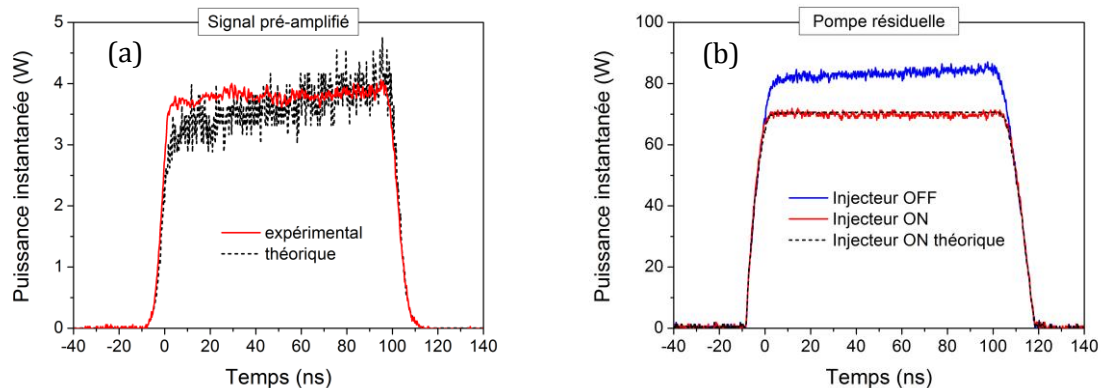 Signal pré-amplifié
(a)
Puissance instantanée (W)
5
4
3
2
1
0
expérimental
théorique
-40 -20 0 20 40 60 80 100 120 140
Temps (ns)
Pompe résiduelle
(b)
Puissance instantanée (W)
100
80
60
40
20
0
Injecteur OFF
Injecteur ON
Injecteur ON théorique
-40 -20 0 20 40 60 80 100 120 140
Temps (ns)